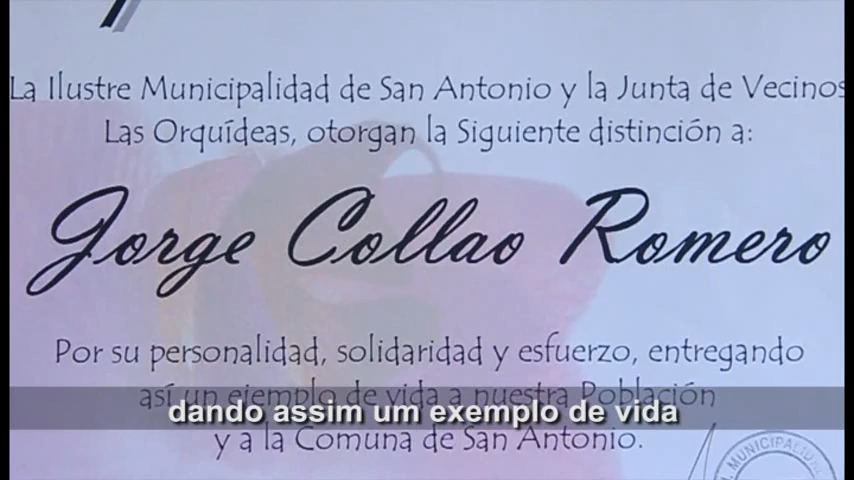 La Ilustre Municipalidad de San Antonio y la Junta de Vecinos
Las Orquídeas, otorgan la Siguiente distinción a:
Jorge Collao Romero
Por su personalidad, solidaridad y esfuerzo, entregando
así un ejemplo de vida a nuestra Población
dando assim um exemplo de vida
y a la Comuna de San Antonio.
MUNICIPALIDAD